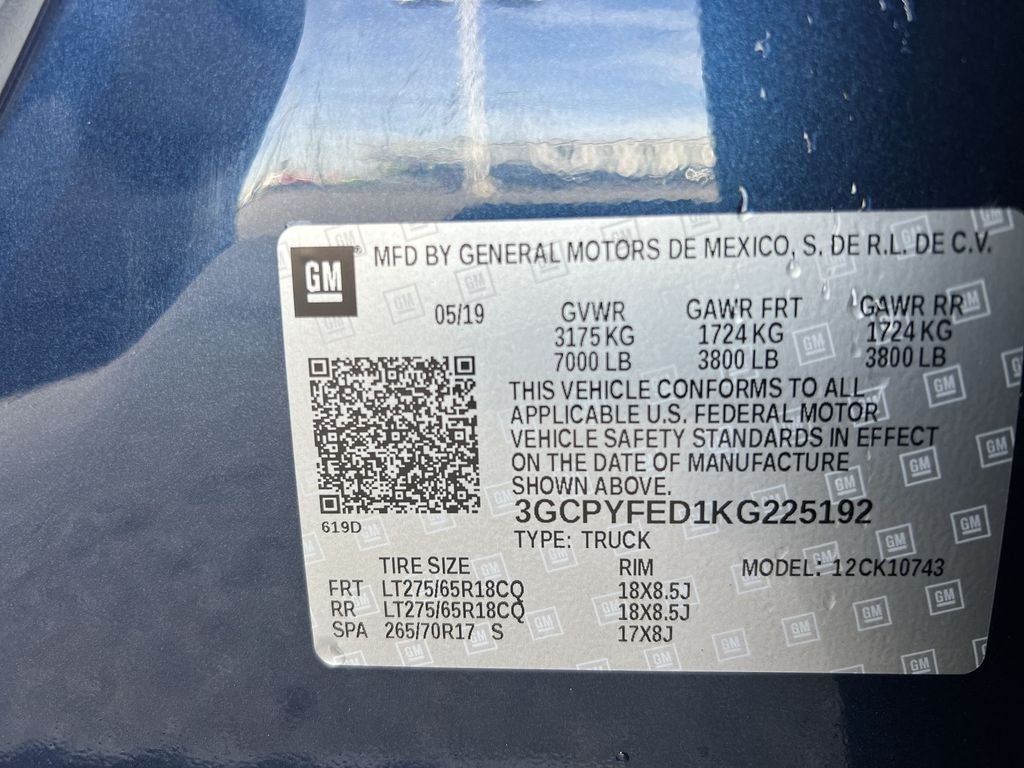 GM® MFD BY GENERAL MOTORS DE MEXICO, S. DE R.L. DE C.V.
05/19 GVWR GAWR FRT GAWR RR
3175 KG 1724 KG 1724 KG
7000 LB 3800 LB 3800 LB
THIS VEHICLE CONFORMS TO ALL
APPLICABLE U.S. FEDERAL MOTOR
VEHICLE SAFETY STANDARDS IN EFFECT
ON THE DATE OF MANUFACTURE
SHOWN ABOVE.
3GCPYFED1KG225192
619D
TYPE: TRUCK
TIRE SIZE RIM MODEL: 12CK10743
FRT LT275/65R18CQ 18X8.5J
RR LT275/65R18CQ 18X8.5J
SPA 265/70R17 S 17X8J